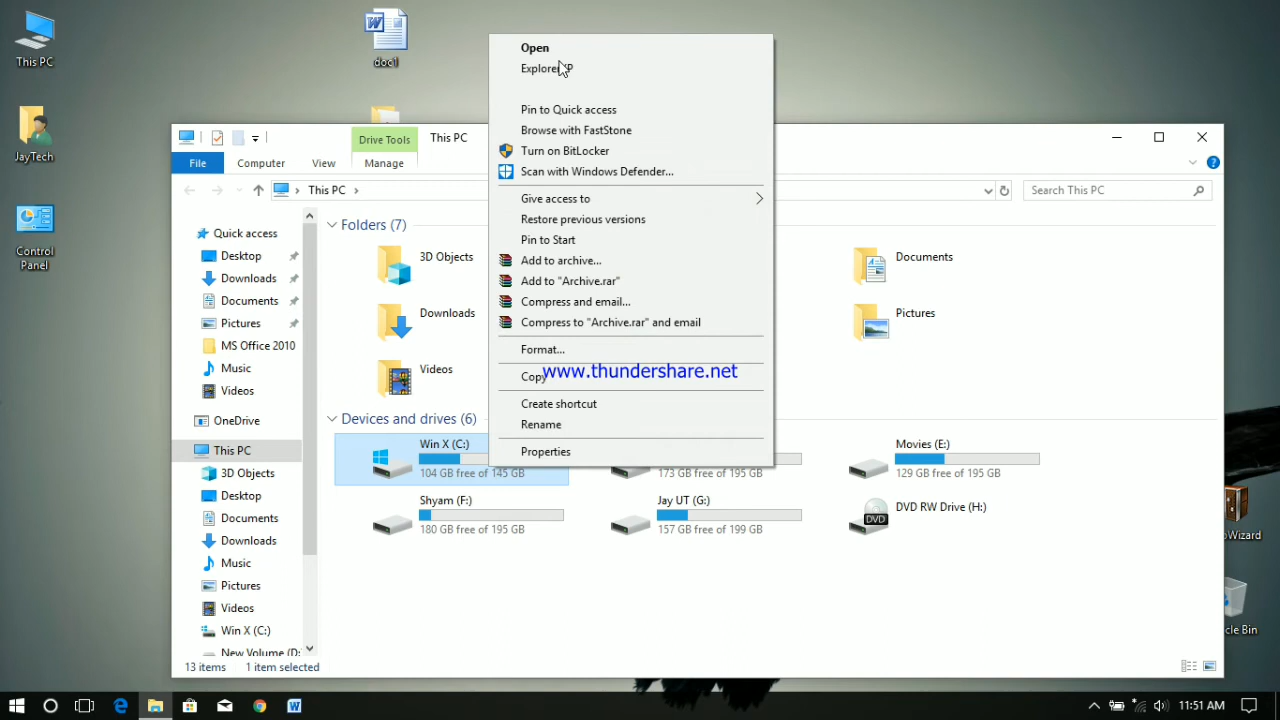 This PC
doc1
JayTech
Control
Panel
Drive Tools
This PC
File
Computer
View
Manage
This PC
Search This PC
Open
Pin to Quick access
Browse with FastStone
Turn on BitLocker
Scan with Windows Defender...
Give access to
Restore previous versions
Pin to Start
Add to archive...
Add to "Archive.rar"
Compress and email...
Compress to "Archive.rar" and email
Format...
Copy
www.thundershare.net
Create shortcut
Rename
Properties
Quick access
Desktop
Downloads
Documents
Pictures
MS Office 2010
Music
Videos
OneDrive
This PC
3D Objects
Desktop
Documents
Downloads
Music
Pictures
Videos
Win X (C:)
New Volume (D:
Folders (7)
3D Objects
Documents
Downloads
Pictures
Videos
Devices and drives (6)
Win X (C:)
104 GB free of 145 GB
173 GB free of 195 GB
Movies (E:)
129 GB free of 195 GB
Shyam (F:)
180 GB free of 195 GB
Jay UT (G:)
157 GB free of 199 GB
DVD RW Drive (H:)
DVD
13 items
1 item selected
11:51 AM